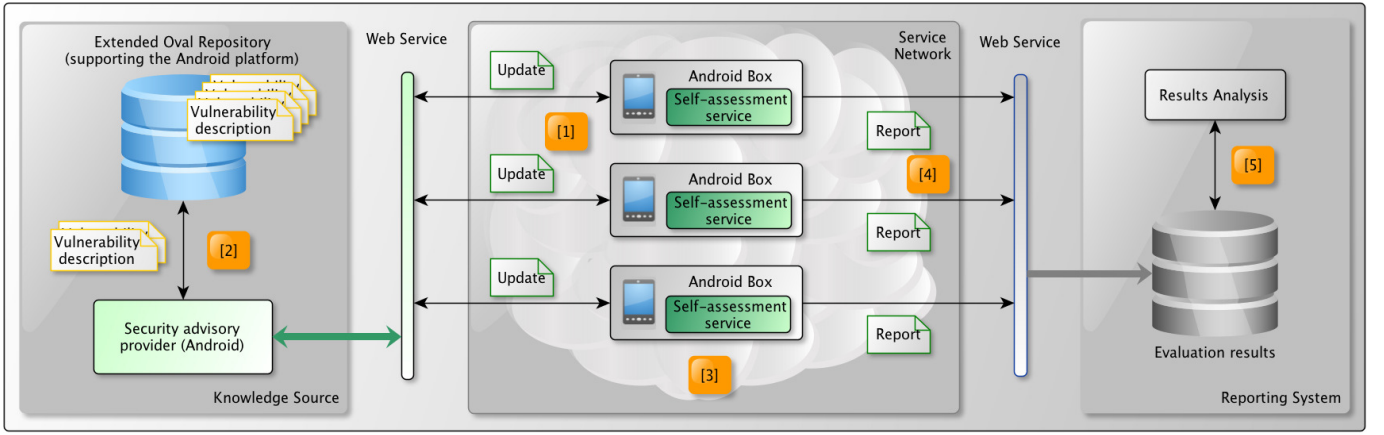 Extended Oval Repository
(supporting the Android platform)
Vulnerability
description
Vulnerability
description
[2]
Security advisory
provider (Android)
Knowledge Source
Web Service
Service
Network
Update
[1]
Android Box
Self-assessment
service
Report
Update
Android Box
Self-assessment
service
[4]
Report
Update
Android Box
Self-assessment
service
Report
[3]
Web Service
Results Analysis
[5]
Evaluation results
Reporting System